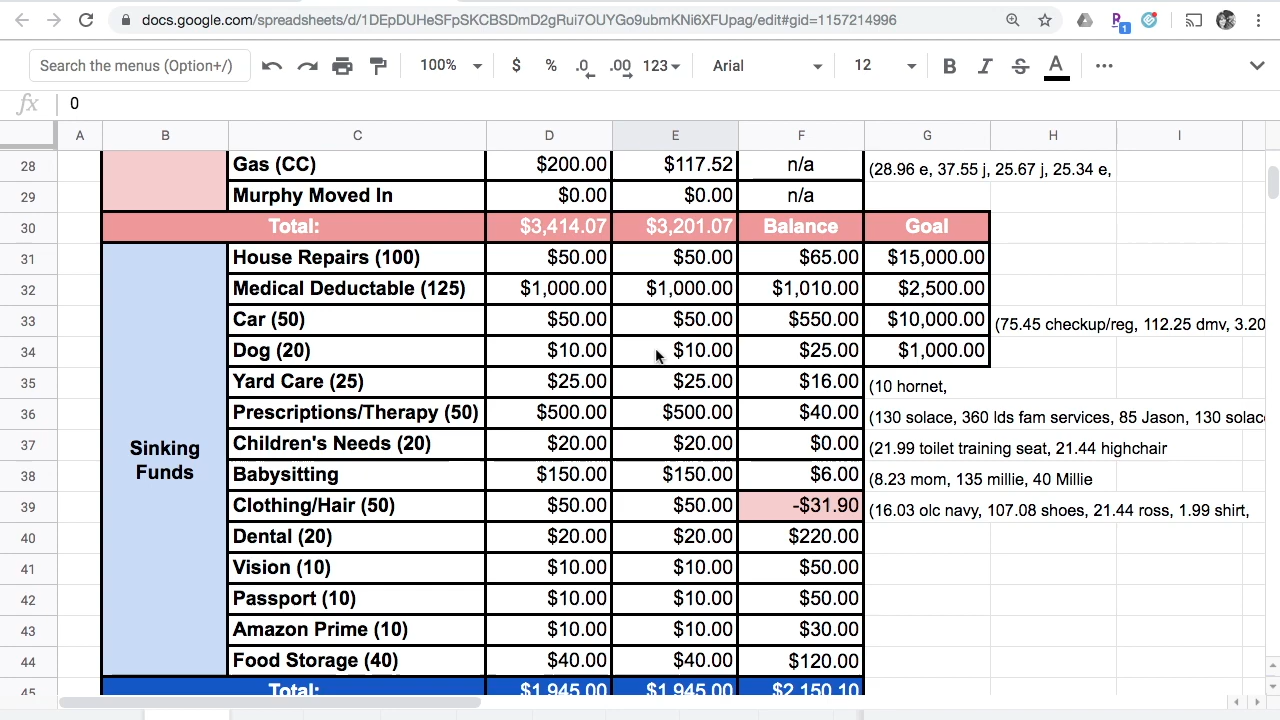 docs.google.com/spreadsheets/d/1DEpDUHeSFpSKCBSDmD2gRui7OUYGo9ubmKNi6XFUpag/edit#gid=1157214996
1
Search the menus (Option+/) 100% $ % .0 .00 123 Arial 12 B I S A
fx 0
A B C D E F G H I
28 Gas (CC) $200.00 $117.52 n/a (28.96 e, 37.55 j, 25.67 j, 25.34 e,
29 Murphy Moved In $0.00 $0.00 n/a
30 Total: $3,414.07 $3,201.07 Balance Goal
31 House Repairs (100) $50.00 $50.00 $65.00 $15,000.00
32 Medical Deductable (125) $1,000.00 $1,000.00 $1,010.00 $2,500.00
33 Car (50) $50.00 $50.00 $550.00 $10,000.00 (75.45 checkup/reg, 112.25 dmv, 3.20
34 Dog (20) $10.00 $10.00 $25.00 $1,000.00
35 Yard Care (25) $25.00 $25.00 $16.00 (10 hornet,
36 Prescriptions/Therapy (50) $500.00 $500.00 $40.00 (130 solace, 360 lds fam services, 85 Jason, 130 solac
37 Children's Needs (20) $20.00 $20.00 $0.00 (21.99 toilet training seat, 21.44 highchair
Sinking Funds
38 Babysitting $150.00 $150.00 $6.00 (8.23 mom, 135 millie, 40 Millie
39 Clothing/Hair (50) $50.00 $50.00 -$31.90 (16.03 olc navy, 107.08 shoes, 21.44 ross, 1.99 shirt,
40 Dental (20) $20.00 $20.00 $220.00
41 Vision (10) $10.00 $10.00 $50.00
42 Passport (10) $10.00 $10.00 $50.00
43 Amazon Prime (10) $10.00 $10.00 $30.00
44 Food Storage (40) $40.00 $40.00 $120.00
45 Total: $1,945.00 $1,945.00 $2,150.10